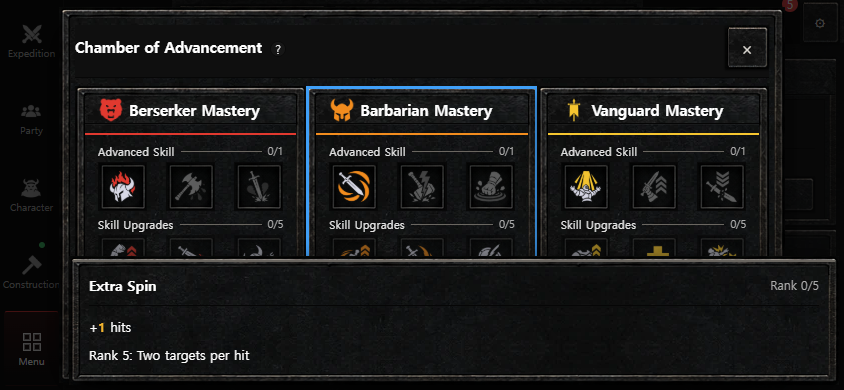 5
Chamber of Advancement ?
×
Expedition
Party
Character
Construction
Menu
Berserker Mastery
Advanced Skill 0/1
Skill Upgrades 0/5
Barbarian Mastery
Advanced Skill 0/1
Skill Upgrades 0/5
Vanguard Mastery
Advanced Skill 0/1
Skill Upgrades 0/5
Extra Spin
Rank 0/5
+1 hits
Rank 5: Two targets per hit